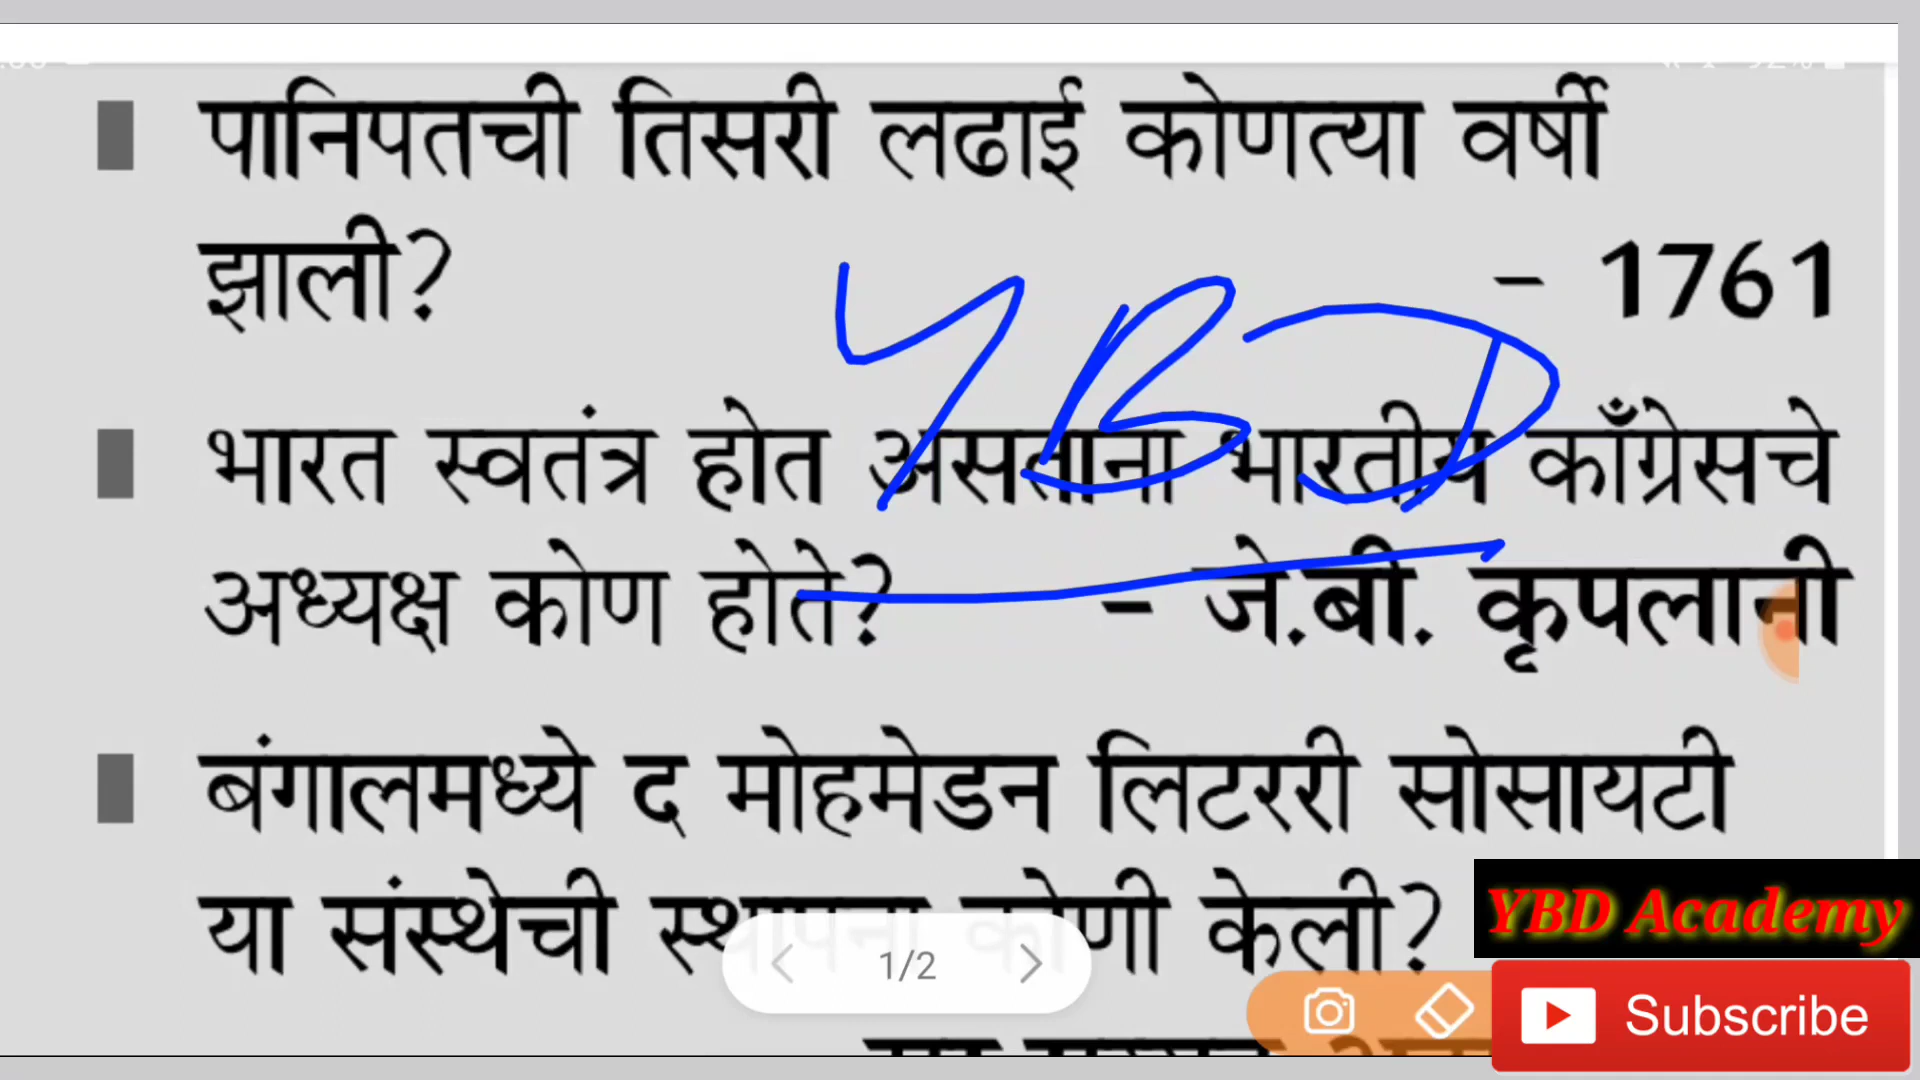 पानिपतची तिसरी लढाई कोणत्या वर्षी
झाली? – 1761
YBD
भारत स्वतंत्र होत असताना भारतीय काँग्रेसचे
अध्यक्ष कोण होते? – जे.बी. कृपलानी
बंगालमध्ये द मोहमेडन लिटररी सोसायटी
या संस्थेची स्थापना कोणी केली?
1/2
YBD Academy
Subscribe